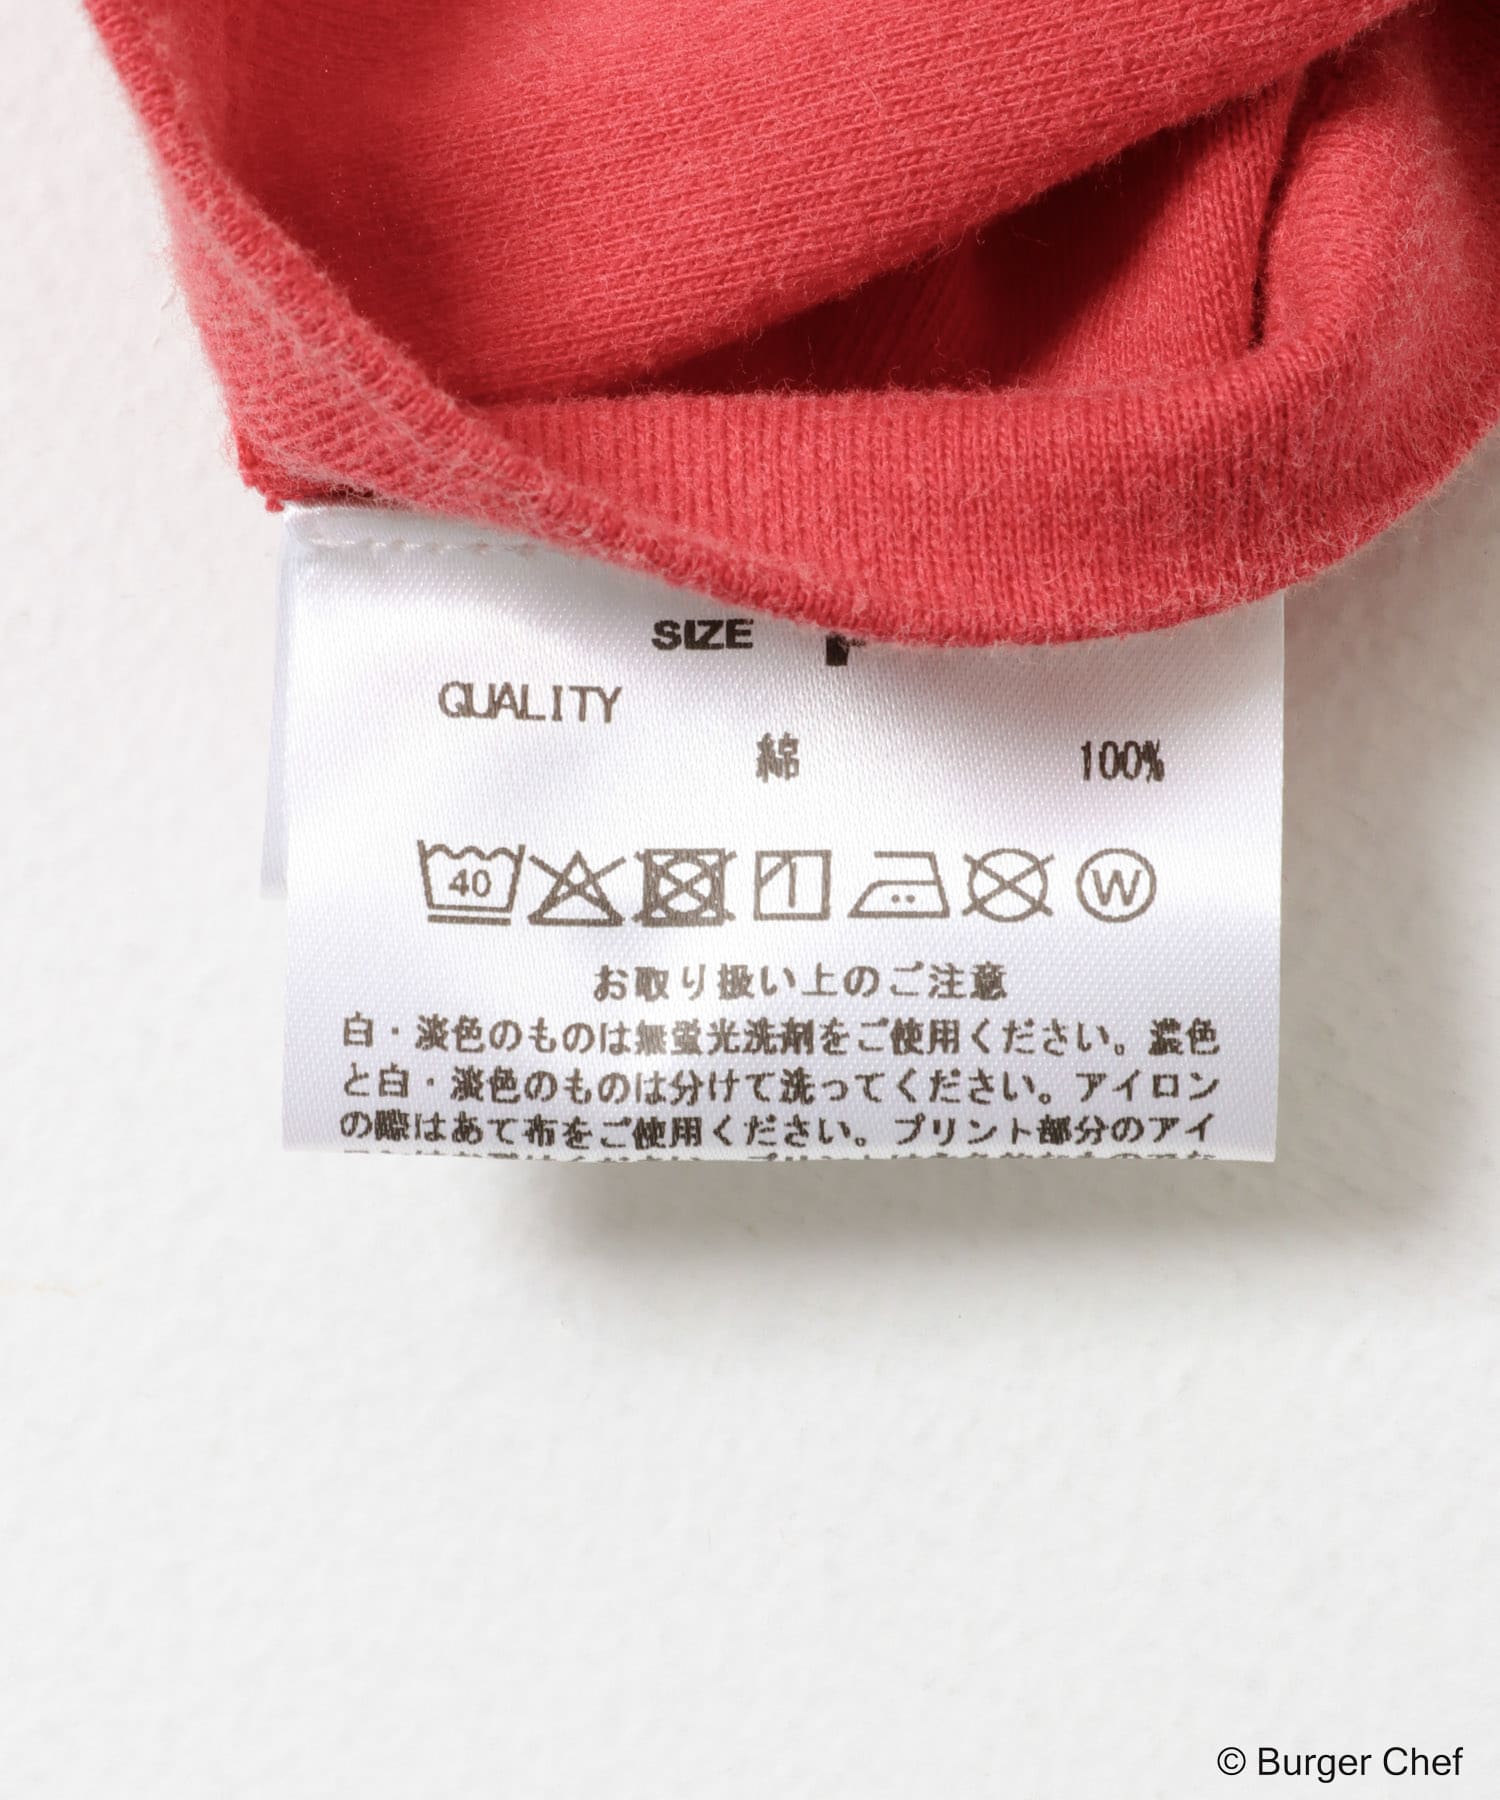 SIZE
QUALITY
綿 100%
40
W
お取り扱い上のご注意
白・淡色のものは無蛍光洗剤をご使用ください。濃色
と白・淡色のものは分けて洗ってください。アイロン
の際はあて布をご使用ください。プリント部分のアイ
© Burger Chef